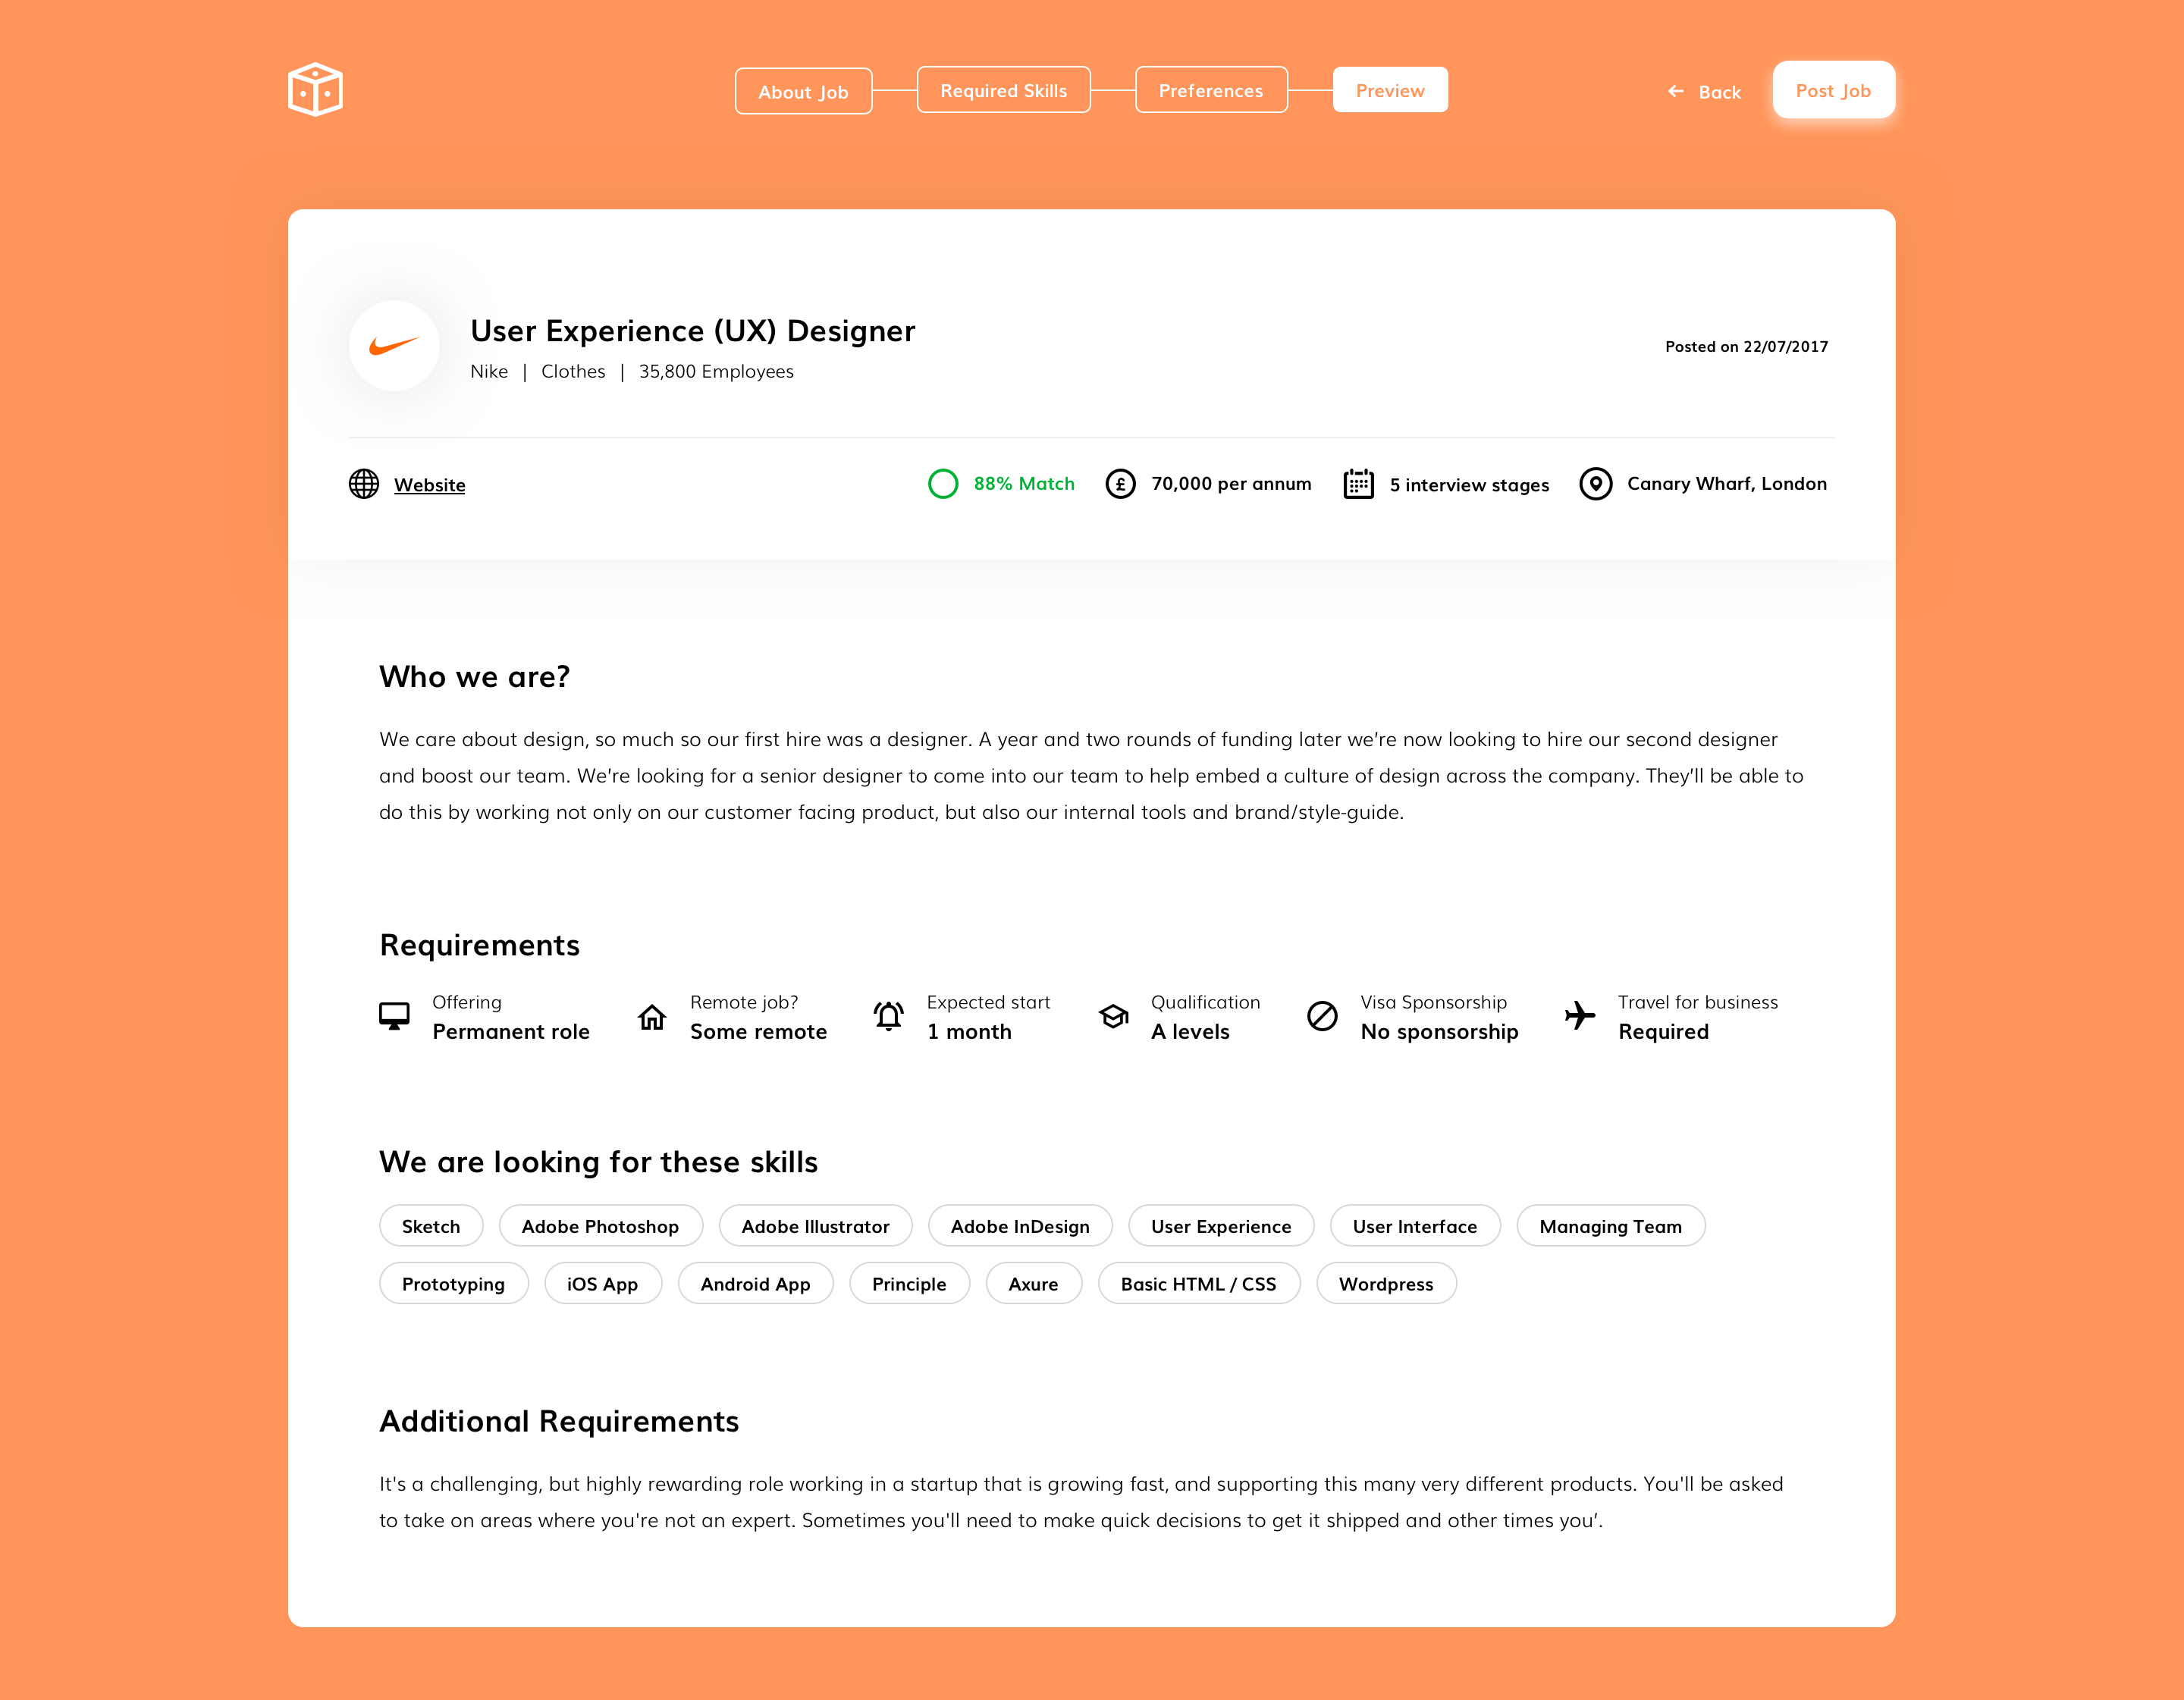 About Job
Required Skills
Preferences
Preview
Back
Post Job
User Experience (UX) Designer
Nike | Clothes | 35,800 Employees
Posted on 22/07/2017
Website
88% Match
£ 70,000 per annum
5 interview stages
Canary Wharf, London
Who we are?
We care about design, so much so our first hire was a designer. A year and two rounds of funding later we’re now looking to hire our second designer
and boost our team. We’re looking for a senior designer to come into our team to help embed a culture of design across the company. They’ll be able to
do this by working not only on our customer facing product, but also our internal tools and brand/style-guide.
Requirements
Offering
Permanent role
Remote job?
Some remote
Expected start
1 month
Qualification
A levels
Visa Sponsorship
No sponsorship
Travel for business
Required
We are looking for these skills
Sketch
Adobe Photoshop
Adobe Illustrator
Adobe InDesign
User Experience
User Interface
Managing Team
Prototyping
iOS App
Android App
Principle
Axure
Basic HTML / CSS
Wordpress
Additional Requirements
It's a challenging, but highly rewarding role working in a startup that is growing fast, and supporting this many very different products. You'll be asked
to take on areas where you're not an expert. Sometimes you'll need to make quick decisions to get it shipped and other times you’.